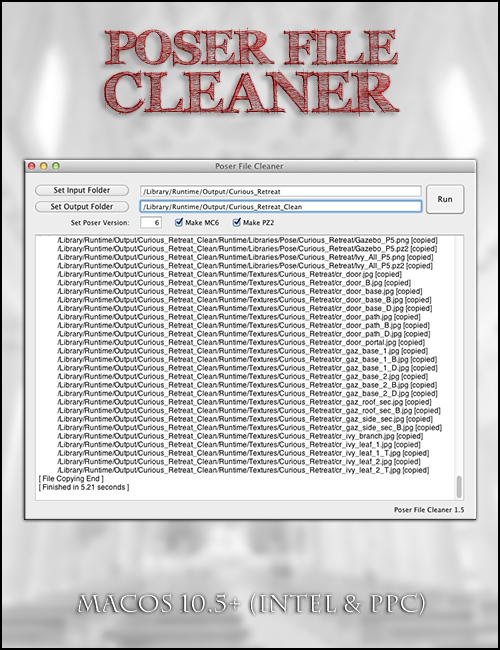 POSER FILE
CLEANER
Poser File Cleaner
Set Input Folder /Library/Runtime/Output/Curious_Retreat
Set Output Folder /Library/Runtime/Output/Curious_Retreat_Clean
Run
Set Poser Version: 6 Make MC6 Make PZ2
/Library/Runtime/Output/Curious_Retreat_Clean/Runtime/Libraries/Pose/Curious_Retreat/Gazebo_P5.png [copied]
/Library/Runtime/Output/Curious_Retreat_Clean/Runtime/Libraries/Pose/Curious_Retreat/Gazebo_P5.pz2 [copied]
/Library/Runtime/Output/Curious_Retreat_Clean/Runtime/Libraries/Pose/Curious_Retreat/Ivy_All_P5.png [copied]
/Library/Runtime/Output/Curious_Retreat_Clean/Runtime/Libraries/Pose/Curious_Retreat/Ivy_All_P5.pz2 [copied]
/Library/Runtime/Output/Curious_Retreat_Clean/Runtime/Textures/Curious_Retreat/cr_door.jpg [copied]
/Library/Runtime/Output/Curious_Retreat_Clean/Runtime/Textures/Curious_Retreat/cr_door_B.jpg [copied]
/Library/Runtime/Output/Curious_Retreat_Clean/Runtime/Textures/Curious_Retreat/cr_door_base.jpg [copied]
/Library/Runtime/Output/Curious_Retreat_Clean/Runtime/Textures/Curious_Retreat/cr_door_base_B.jpg [copied]
/Library/Runtime/Output/Curious_Retreat_Clean/Runtime/Textures/Curious_Retreat/cr_door_base_D.jpg [copied]
/Library/Runtime/Output/Curious_Retreat_Clean/Runtime/Textures/Curious_Retreat/cr_door_path.jpg [copied]
/Library/Runtime/Output/Curious_Retreat_Clean/Runtime/Textures/Curious_Retreat/cr_door_path_B.jpg [copied]
/Library/Runtime/Output/Curious_Retreat_Clean/Runtime/Textures/Curious_Retreat/cr_door_path_D.jpg [copied]
/Library/Runtime/Output/Curious_Retreat_Clean/Runtime/Textures/Curious_Retreat/cr_door_portal.jpg [copied]
/Library/Runtime/Output/Curious_Retreat_Clean/Runtime/Textures/Curious_Retreat/cr_gaz_base_1.jpg [copied]
/Library/Runtime/Output/Curious_Retreat_Clean/Runtime/Textures/Curious_Retreat/cr_gaz_base_1_B.jpg [copied]
/Library/Runtime/Output/Curious_Retreat_Clean/Runtime/Textures/Curious_Retreat/cr_gaz_base_1_D.jpg [copied]
/Library/Runtime/Output/Curious_Retreat_Clean/Runtime/Textures/Curious_Retreat/cr_gaz_base_2.jpg [copied]
/Library/Runtime/Output/Curious_Retreat_Clean/Runtime/Textures/Curious_Retreat/cr_gaz_base_2_B.jpg [copied]
/Library/Runtime/Output/Curious_Retreat_Clean/Runtime/Textures/Curious_Retreat/cr_gaz_base_2_D.jpg [copied]
/Library/Runtime/Output/Curious_Retreat_Clean/Runtime/Textures/Curious_Retreat/cr_gaz_roof_sec.jpg [copied]
/Library/Runtime/Output/Curious_Retreat_Clean/Runtime/Textures/Curious_Retreat/cr_gaz_roof_sec_B.jpg [copied]
/Library/Runtime/Output/Curious_Retreat_Clean/Runtime/Textures/Curious_Retreat/cr_gaz_side_sec.jpg [copied]
/Library/Runtime/Output/Curious_Retreat_Clean/Runtime/Textures/Curious_Retreat/cr_gaz_side_sec_B.jpg [copied]
/Library/Runtime/Output/Curious_Retreat_Clean/Runtime/Textures/Curious_Retreat/cr_ivy_branch.jpg [copied]
/Library/Runtime/Output/Curious_Retreat_Clean/Runtime/Textures/Curious_Retreat/cr_ivy_leaf_1.jpg [copied]
/Library/Runtime/Output/Curious_Retreat_Clean/Runtime/Textures/Curious_Retreat/cr_ivy_leaf_1_T.jpg [copied]
/Library/Runtime/Output/Curious_Retreat_Clean/Runtime/Textures/Curious_Retreat/cr_ivy_leaf_2.jpg [copied]
/Library/Runtime/Output/Curious_Retreat_Clean/Runtime/Textures/Curious_Retreat/cr_ivy_leaf_2_T.jpg [copied]
[ File Copying End ]
[ Finished in 5.21 seconds ]
Poser File Cleaner 1.5
MACOS 10.5+ (INTEL & PPC)